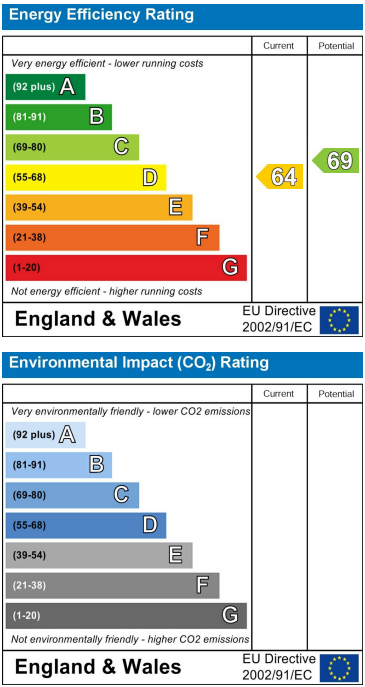 Energy Efficiency Rating
Current Potential
Very energy efficient - lower running costs
(92 plus) A
(81-91) B
(69-80) C
(55-68) D
(39-54) E
(21-38) F
(1-20) G
64
69
Not energy efficient - higher running costs
England & Wales
EU Directive
2002/91/EC
Environmental Impact (CO₂) Rating
Current Potential
Very environmentally friendly - lower CO2 emissions
(92 plus) A
(81-91) B
(69-80) C
(55-68) D
(39-54) E
(21-38) F
(1-20) G
Not environmentally friendly - higher CO2 emissions
England & Wales
EU Directive
2002/91/EC